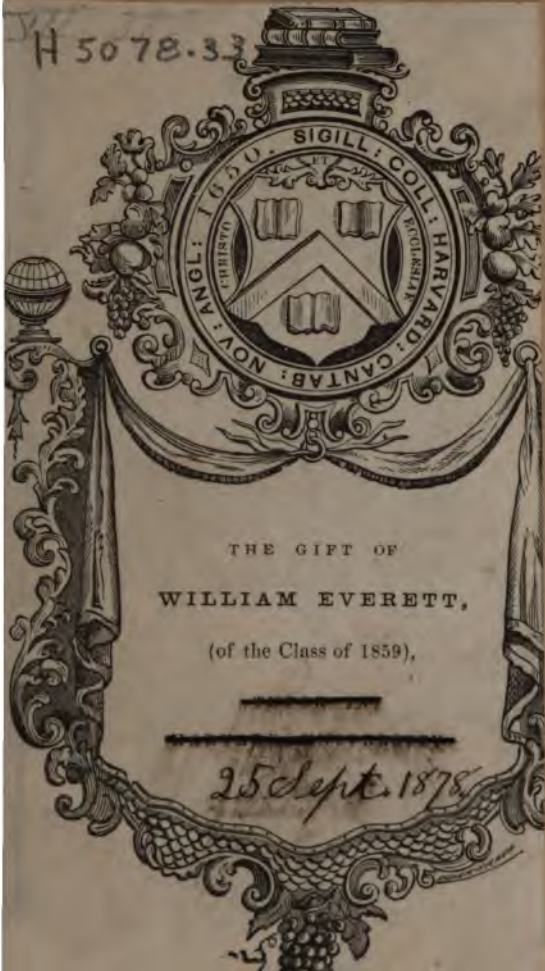 H 5078.33
SIGILL: COLL: HARVARD: CANTAB: NOV: ANGL: 1650.
ET
CHRISTO
ECCLESIAE
THE GIFT OF
WILLIAM EVERETT,
(of the Class of 1859),
25 Sept. 1878